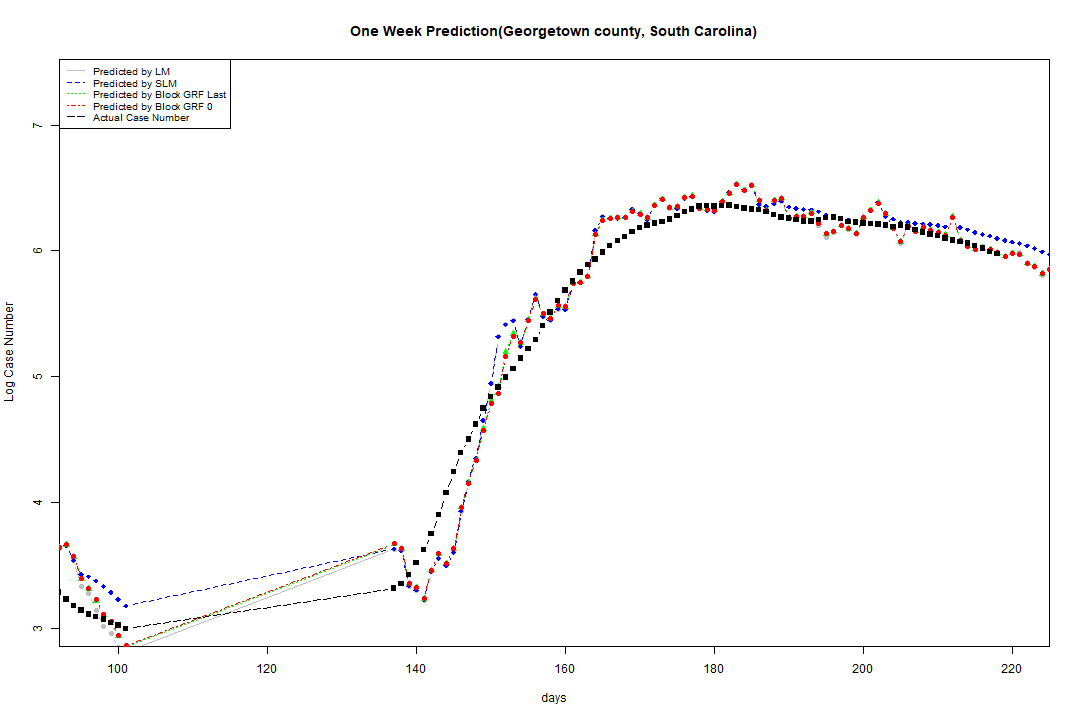 One Week Prediction(Georgetown county, South Carolina)
Predicted by LM
Predicted by SLM
Predicted by Block GRF Last
Predicted by Block GRF 0
Actual Case Number
7
6
5
4
3
Log Case Number
100 120 140 160 180 200 220
days